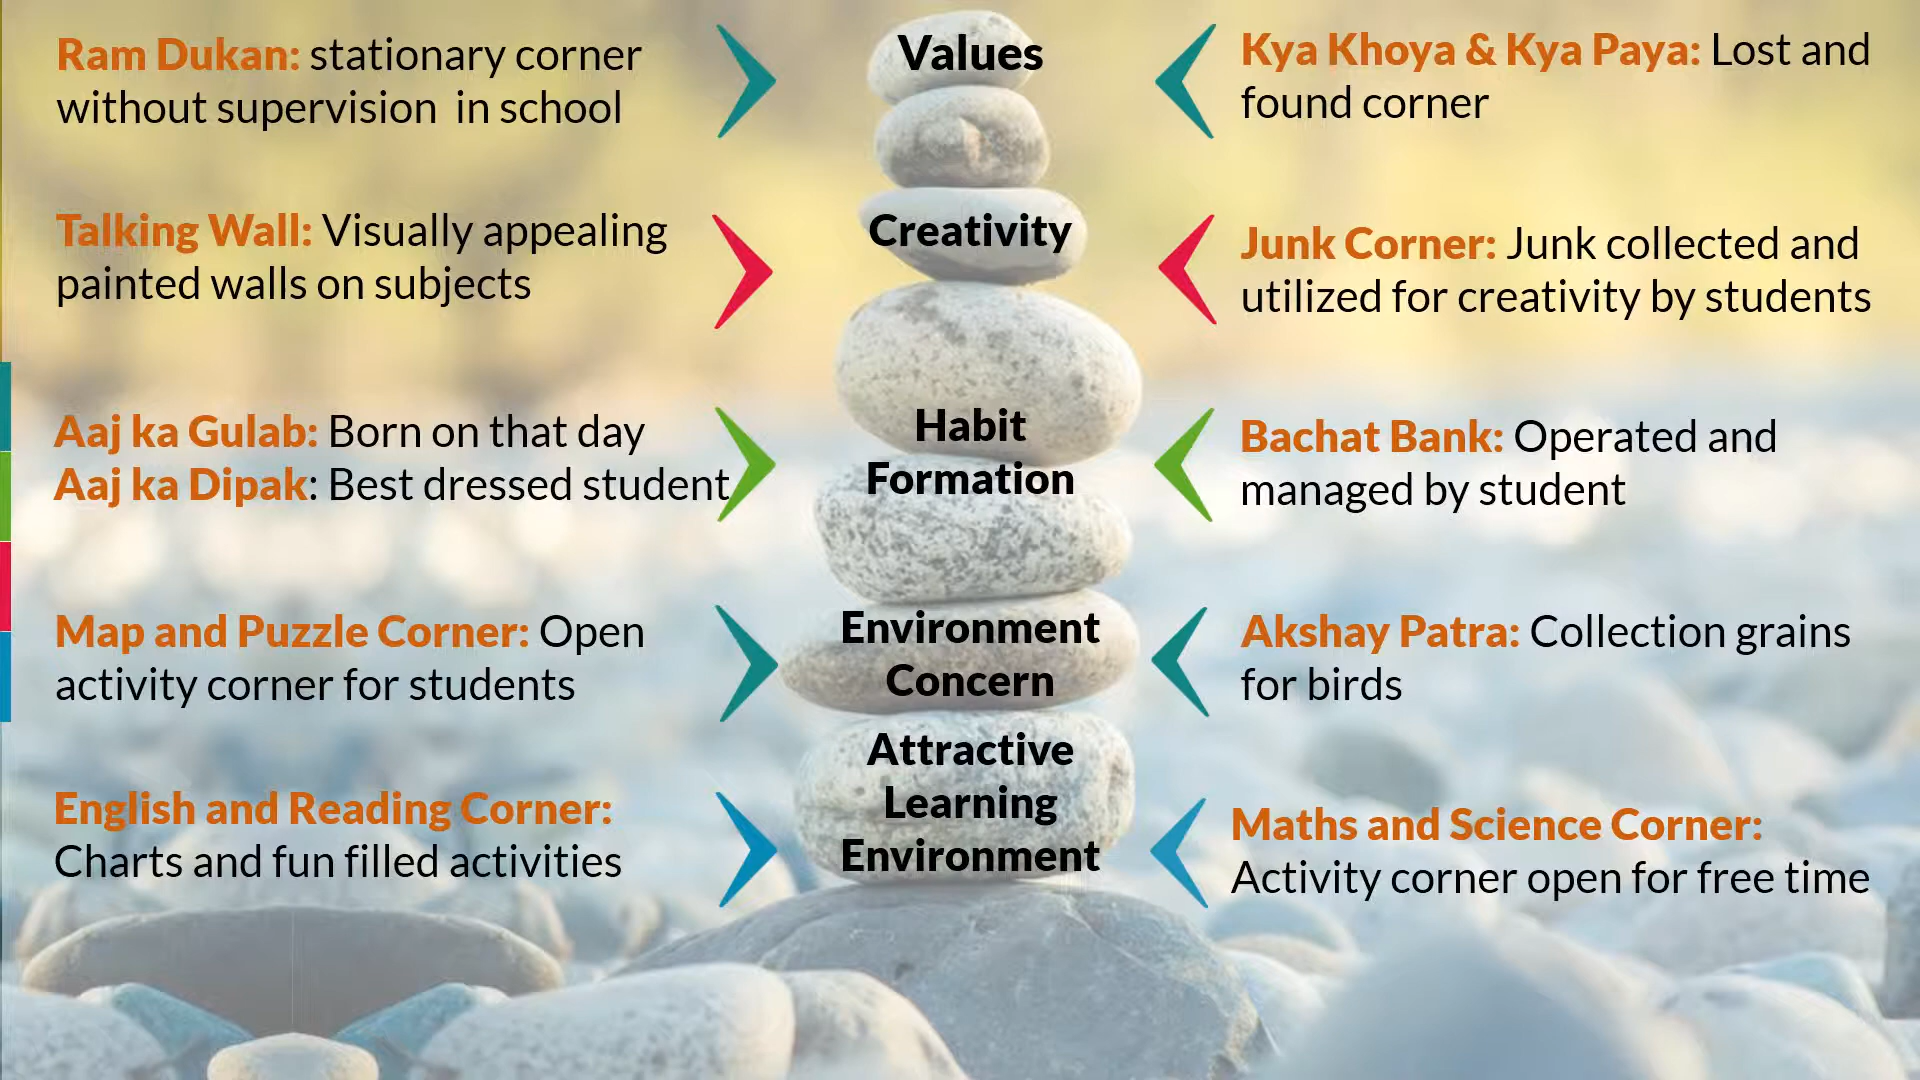 Ram Dukan: stationary corner
without supervision in school
Values
Kya Khoya & Kya Paya: Lost and
found corner
Talking Wall: Visually appealing
painted walls on subjects
Creativity
Junk Corner: Junk collected and
utilized for creativity by students
Aaj ka Gulab: Born on that day
Aaj ka Dipak: Best dressed student
Habit
Formation
Bachat Bank: Operated and
managed by student
Map and Puzzle Corner: Open
activity corner for students
Environment
Concern
Akshay Patra: Collection grains
for birds
English and Reading Corner:
Charts and fun filled activities
Attractive
Learning
Environment
Maths and Science Corner:
Activity corner open for free time